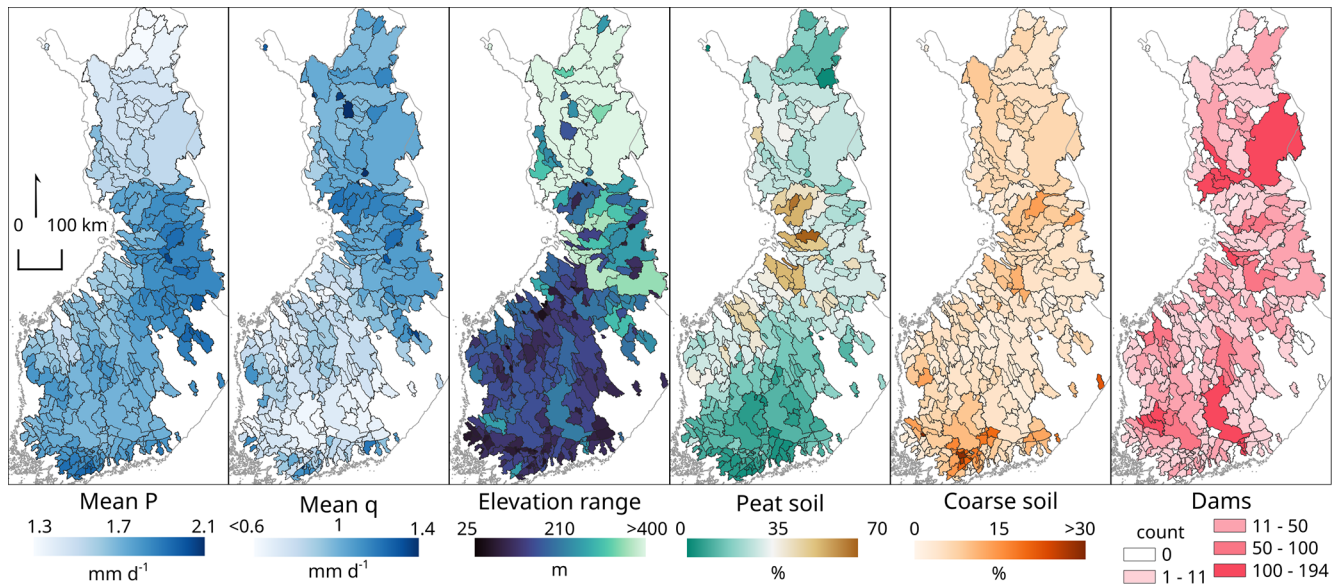 0 100 km
Mean P
1.3 1.7 2.1
mm d-1
Mean q
<0.6 1 1.4
mm d-1
Elevation range
25 210 >400
m
Peat soil
0 35 70
%
Coarse soil
0 15 >30
%
Dams
count
0
1 - 11
11 - 50
50 - 100
100 - 194